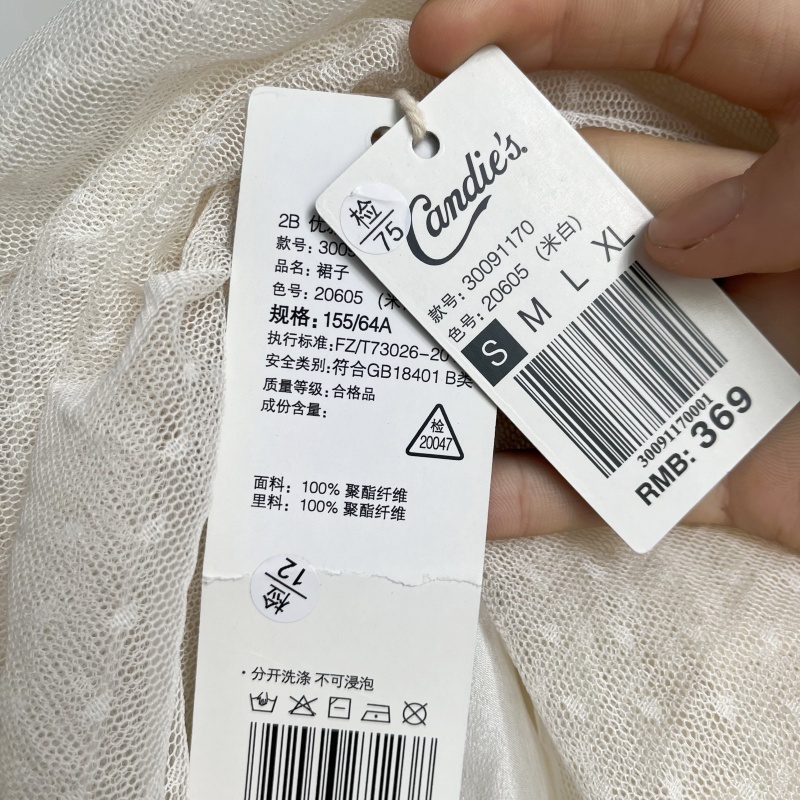 Candie's
检
75
款号: 30091170
色号: 20605 (米白)
S M L XL
30091170001
RMB: 369
2B 优
款号: 3009
品名: 裙子
色号: 20605 (米
规格: 155/64A
执行标准:FZ/T73026-20
安全类别:符合GB18401 B类
质量等级: 合格品
成份含量:
检
20047
面料: 100% 聚酯纤维
里料: 100% 聚酯纤维
检
12
·分开洗涤 不可浸泡